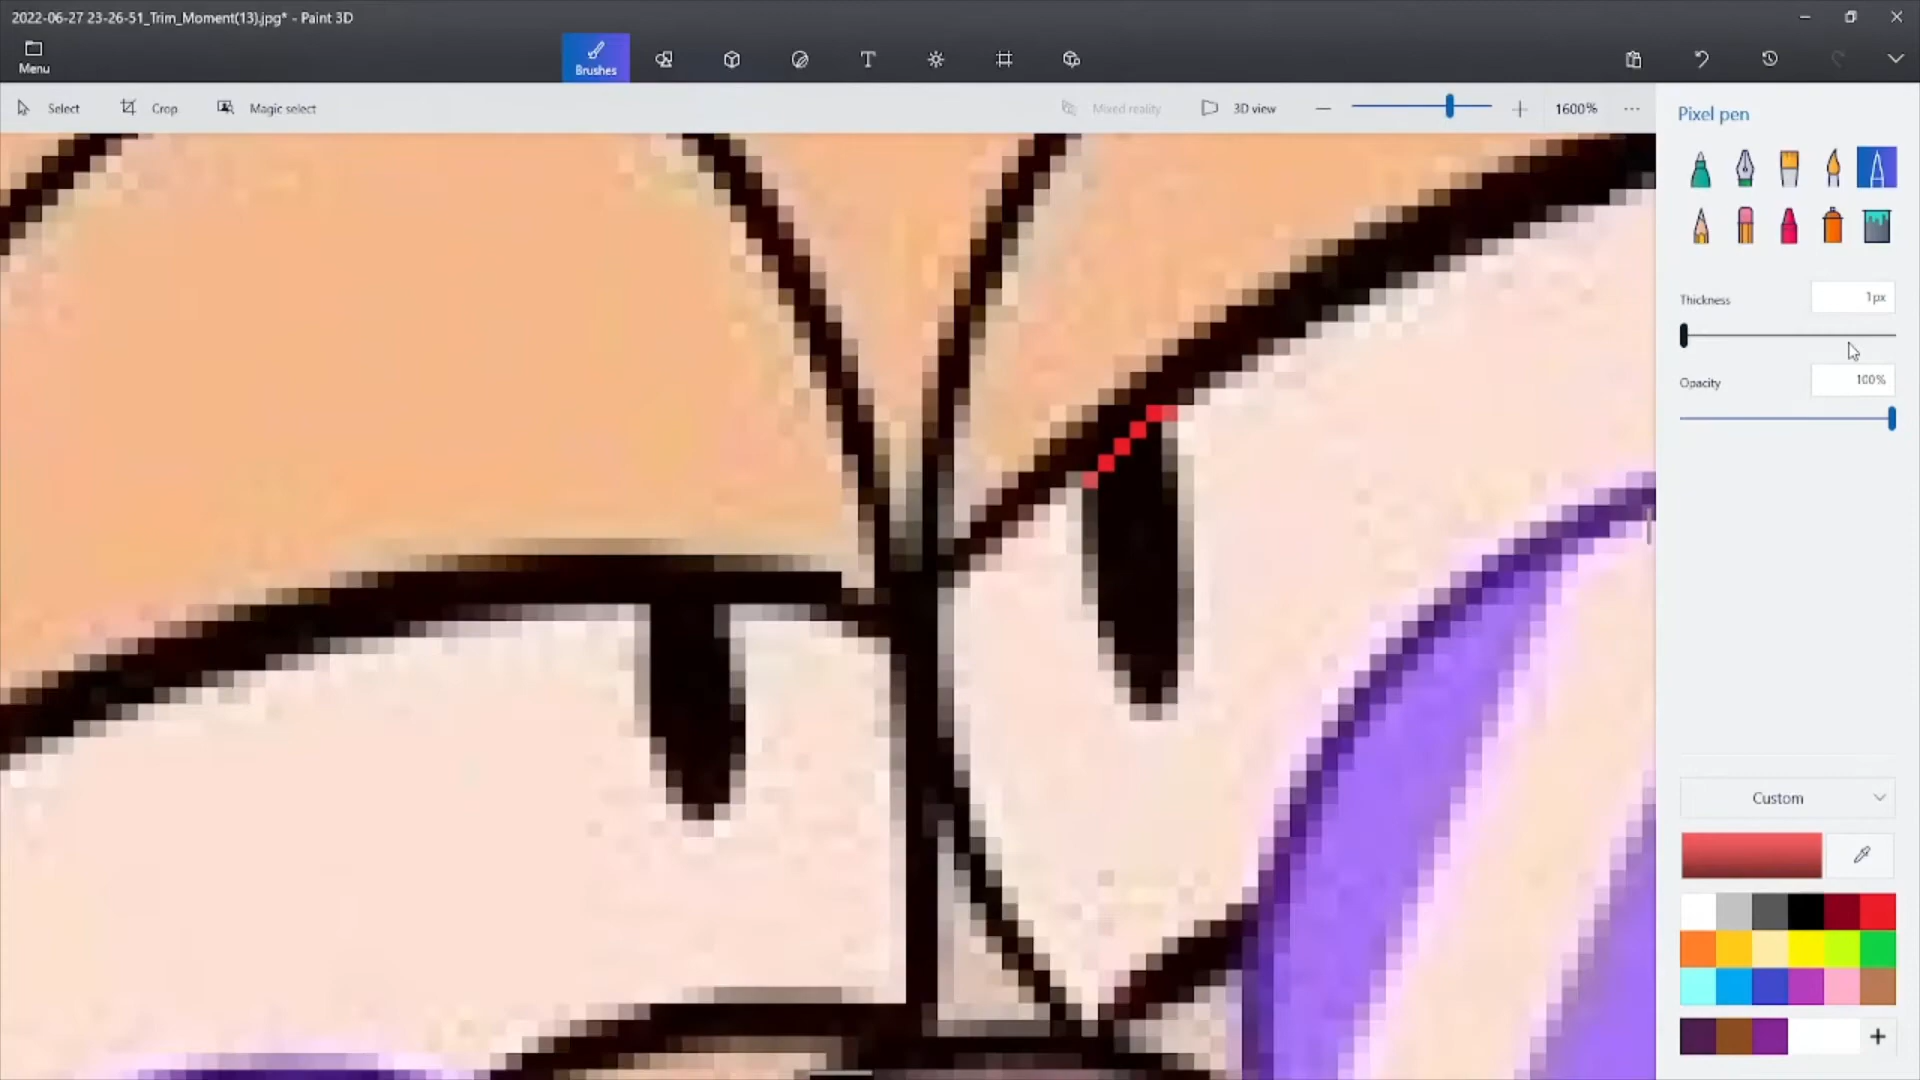 2022-06-27 23-26-51_Trim_Moment(13).jpg* - Paint 3D
Menu
Brushes
T
Select
Crop
Magic select
Mixed reality
3D view
1600%
Pixel pen
Thickness
1px
Opacity
100%
Custom